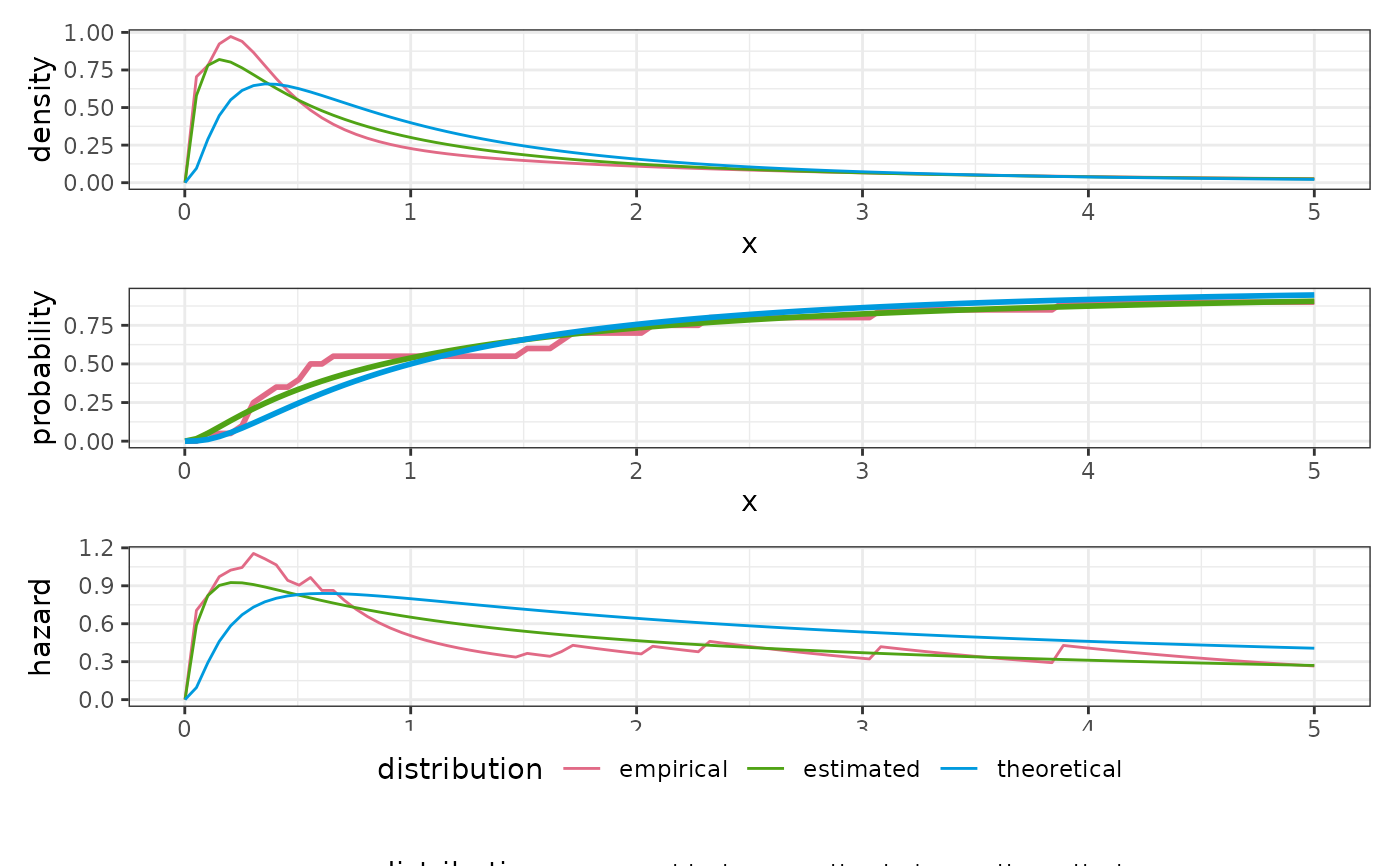 1.00
0.75
0.50
0.25
0.00
density
0 1 2 3 4 5
x
0.75
0.50
0.25
0.00
probability
0 1 2 3 4 5
x
1.2
0.9
0.6
0.3
0.0
hazard
0 1 2 3 4 5
distribution empirical estimated theoretical